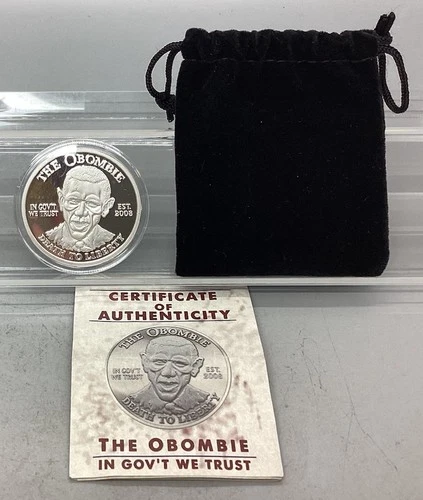 THE OBOMBIE
IN GOV'T
WE TRUST
EST.
2008
DEATH TO LIBERTY
CERTIFICATE
OF
AUTHENTICITY
THE OBOMBIE
IN GOV'T
WE TRUST
EST.
2008
DEATH TO LIBERTY
THE OBOMBIE
IN GOV'T WE TRUST